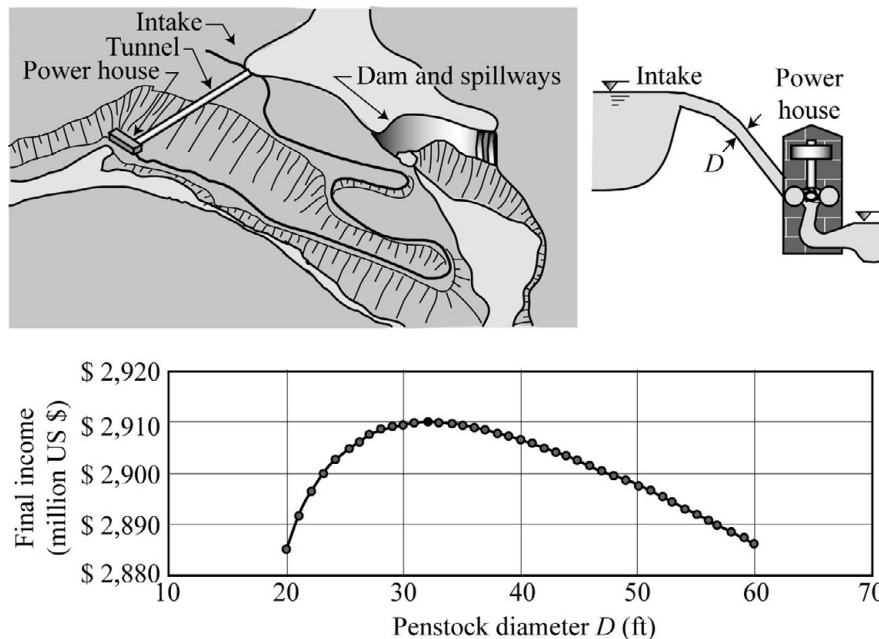 Intake
Tunnel
Power house
Dam and spillways
Intake
Power
house
D
$ 2,920
$ 2,910
$ 2,900
$ 2,890
$ 2,880
Final income
(million US $)
10 20 30 40 50 60 70
Penstock diameter D (ft)